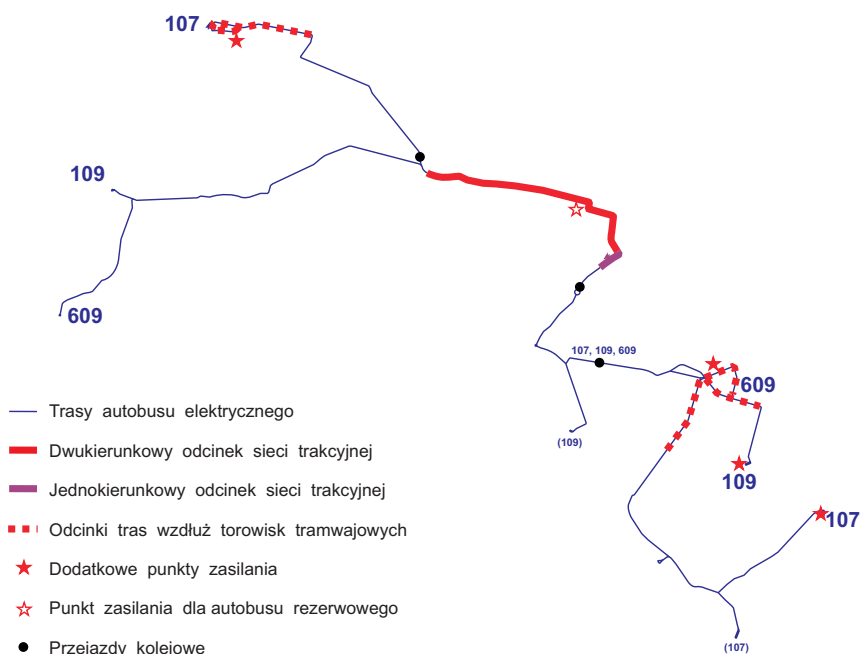 107
109
609
107, 109, 609
609
(109)
109
107
(107)
Trasy autobusu elektrycznego
Dwukierunkowy odcinek sieci trakcyjnej
Jednokierunkowy odcinek sieci trakcyjnej
Odcinki tras wzdłuż torowisk tramwajowych
Dodatkowe punkty zasilania
Punkt zasilania dla autobusu rezerwowego
Przejazdy kolejowe